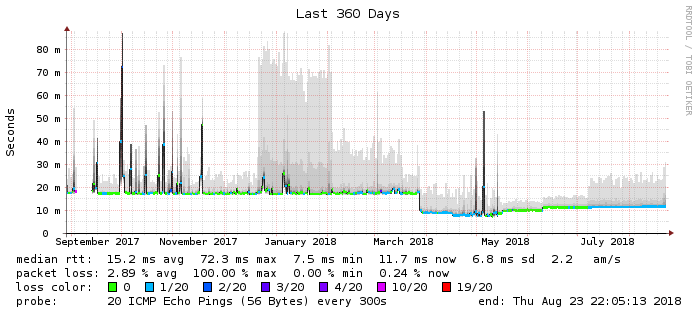 Last 360 Days
RRDTOOL / TOBI OETIKER
Seconds
80 m
70 m
60 m
50 m
40 m
30 m
20 m
10 m
0
September 2017 November 2017 January 2018 March 2018 May 2018 July 2018
median rtt: 15.2 ms avg 72.3 ms max 7.5 ms min 11.7 ms now 6.8 ms sd 2.2 am/s
packet loss: 2.89 % avg 100.00 % max 0.00 % min 0.24 % now
loss color: 0 1/20 2/20 3/20 4/20 10/20 19/20
probe: 20 ICMP Echo Pings (56 Bytes) every 300s end: Thu Aug 23 22:05:13 2018